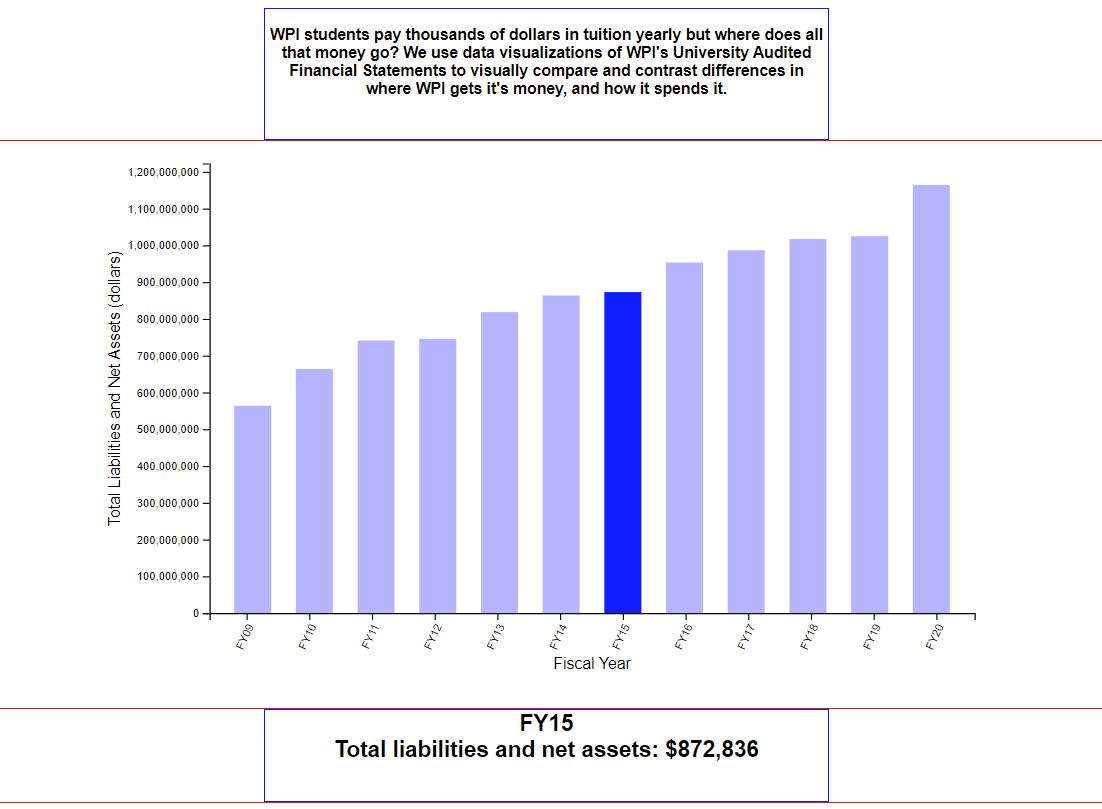 WPI students pay thousands of dollars in tuition yearly but where does all
that money go? We use data visualizations of WPI's University Audited
Financial Statements to visually compare and contrast differences in
where WPI gets it's money, and how it spends it.
Total Liabilities and Net Assets (dollars)
1,200,000,000
1,100,000,000
1,000,000,000
900,000,000
800,000,000
700,000,000
600,000,000
500,000,000
400,000,000
300,000,000
200,000,000
100,000,000
0
FY09 FY10 FY11 FY12 FY13 FY14 FY15 FY16 FY17 FY18 FY19 FY20
Fiscal Year
FY15
Total liabilities and net assets: $872,836